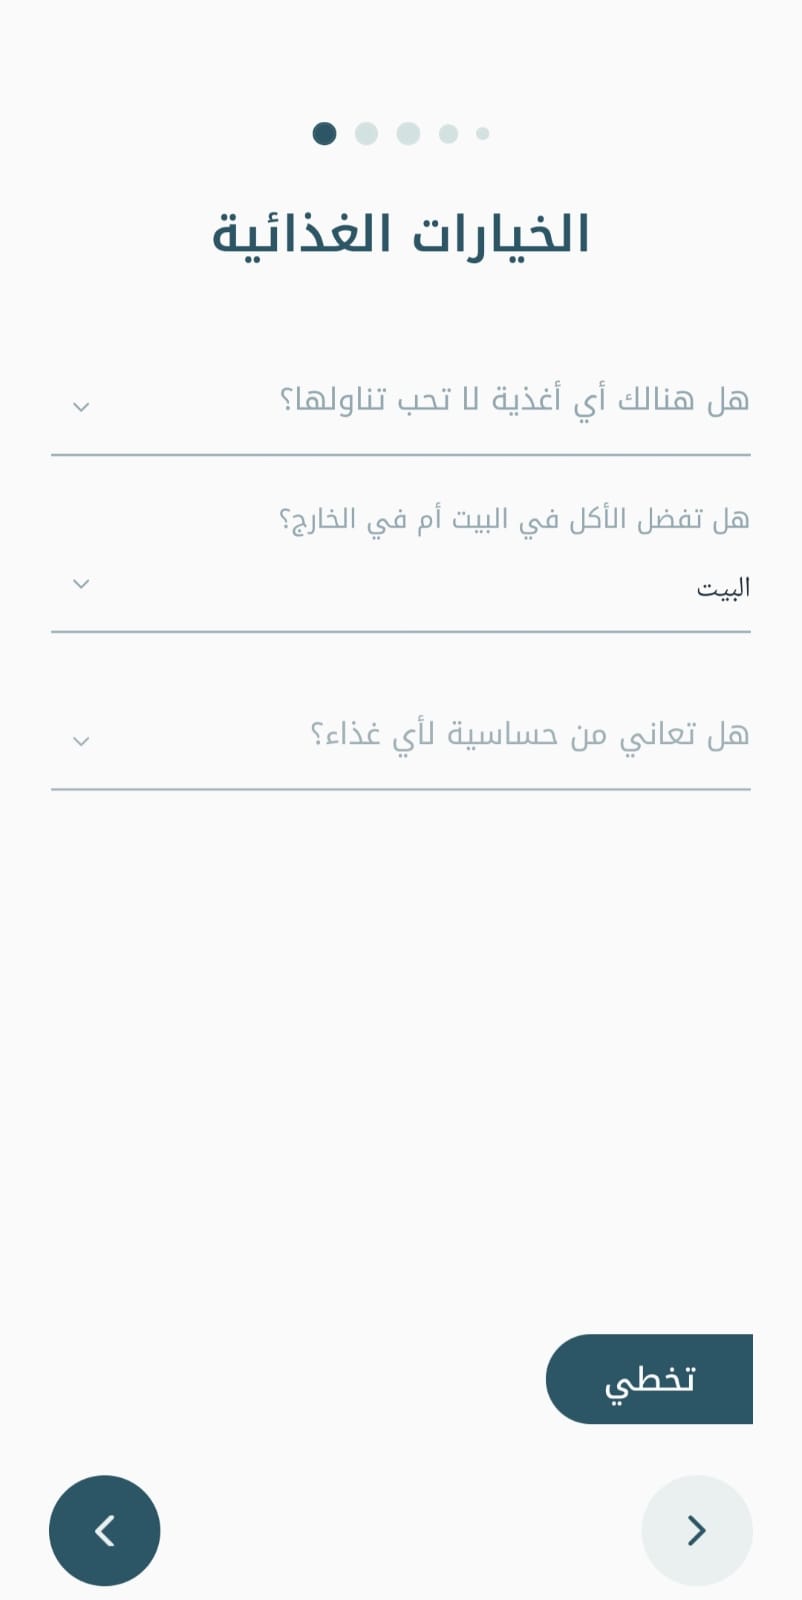 الخيارات الغذائية
هل هنالك أي أغذية لا تحب تناولها؟
هل تفضل الأكل في البيت أم في الخارج؟
البيت
هل تعاني من حساسية لأي غذاء؟
تخطي